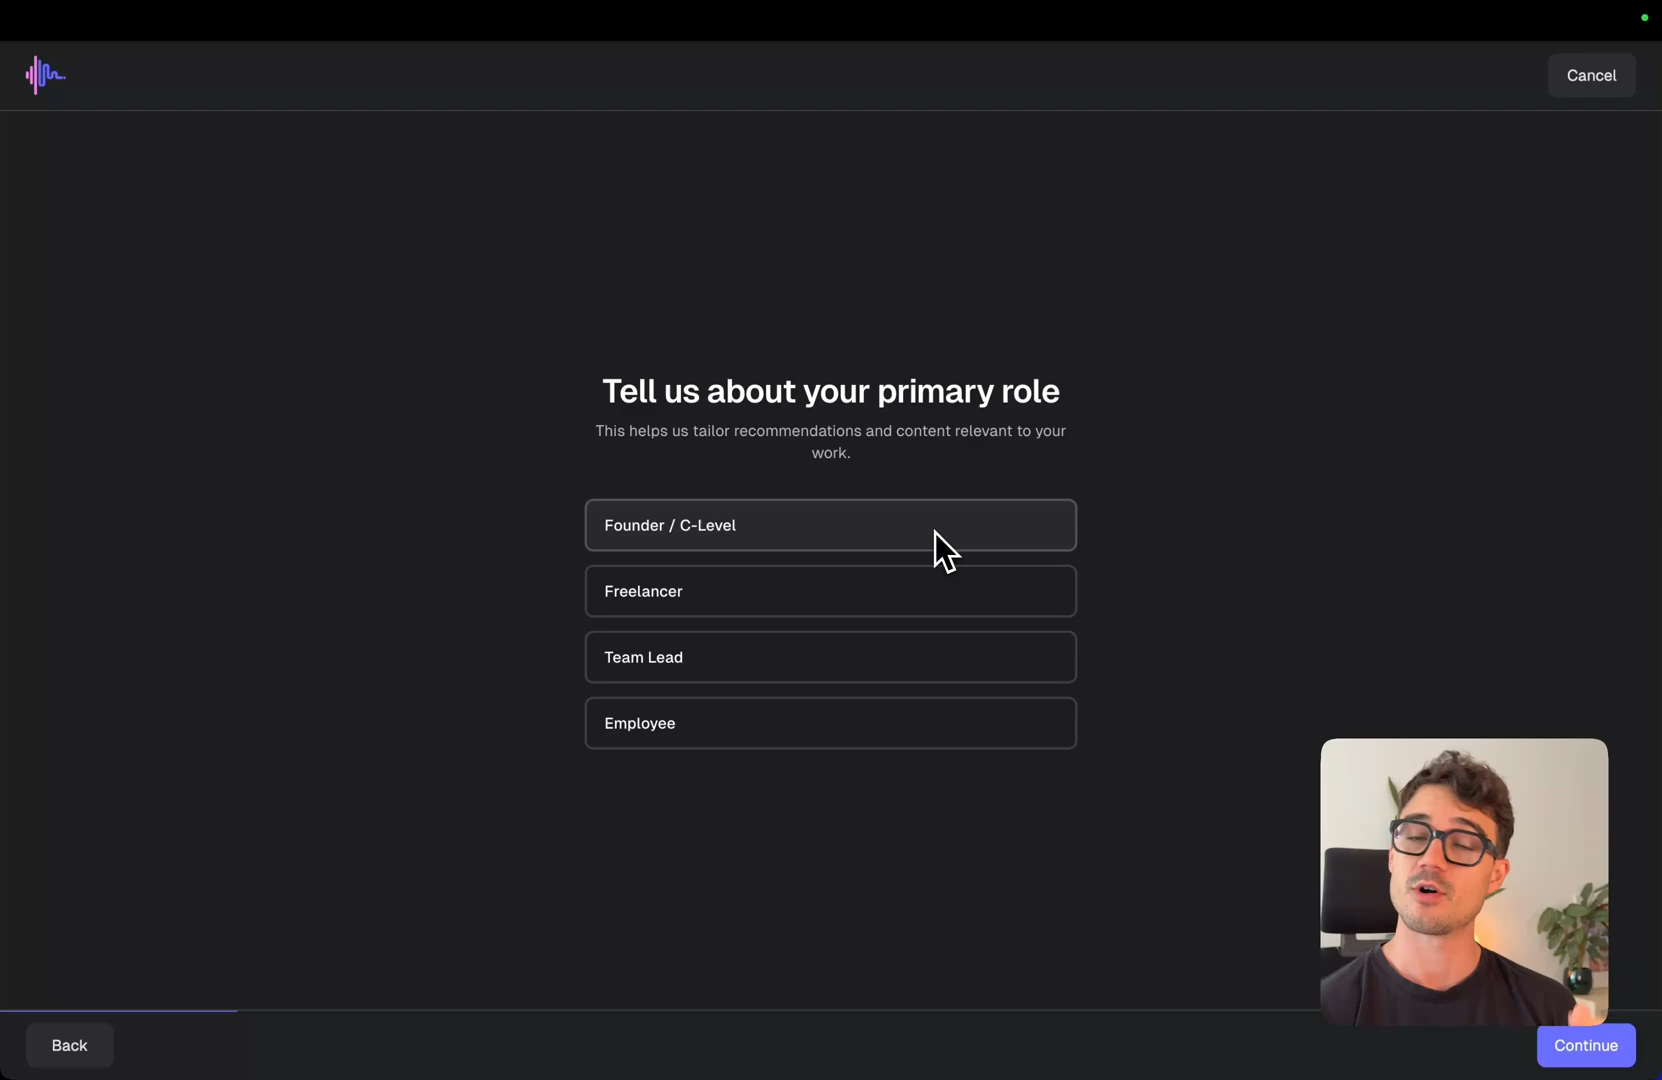 Cancel
Tell us about your primary role
This helps us tailor recommendations and content relevant to your
work.
Founder / C-Level
Freelancer
Team Lead
Employee
Back
Continue